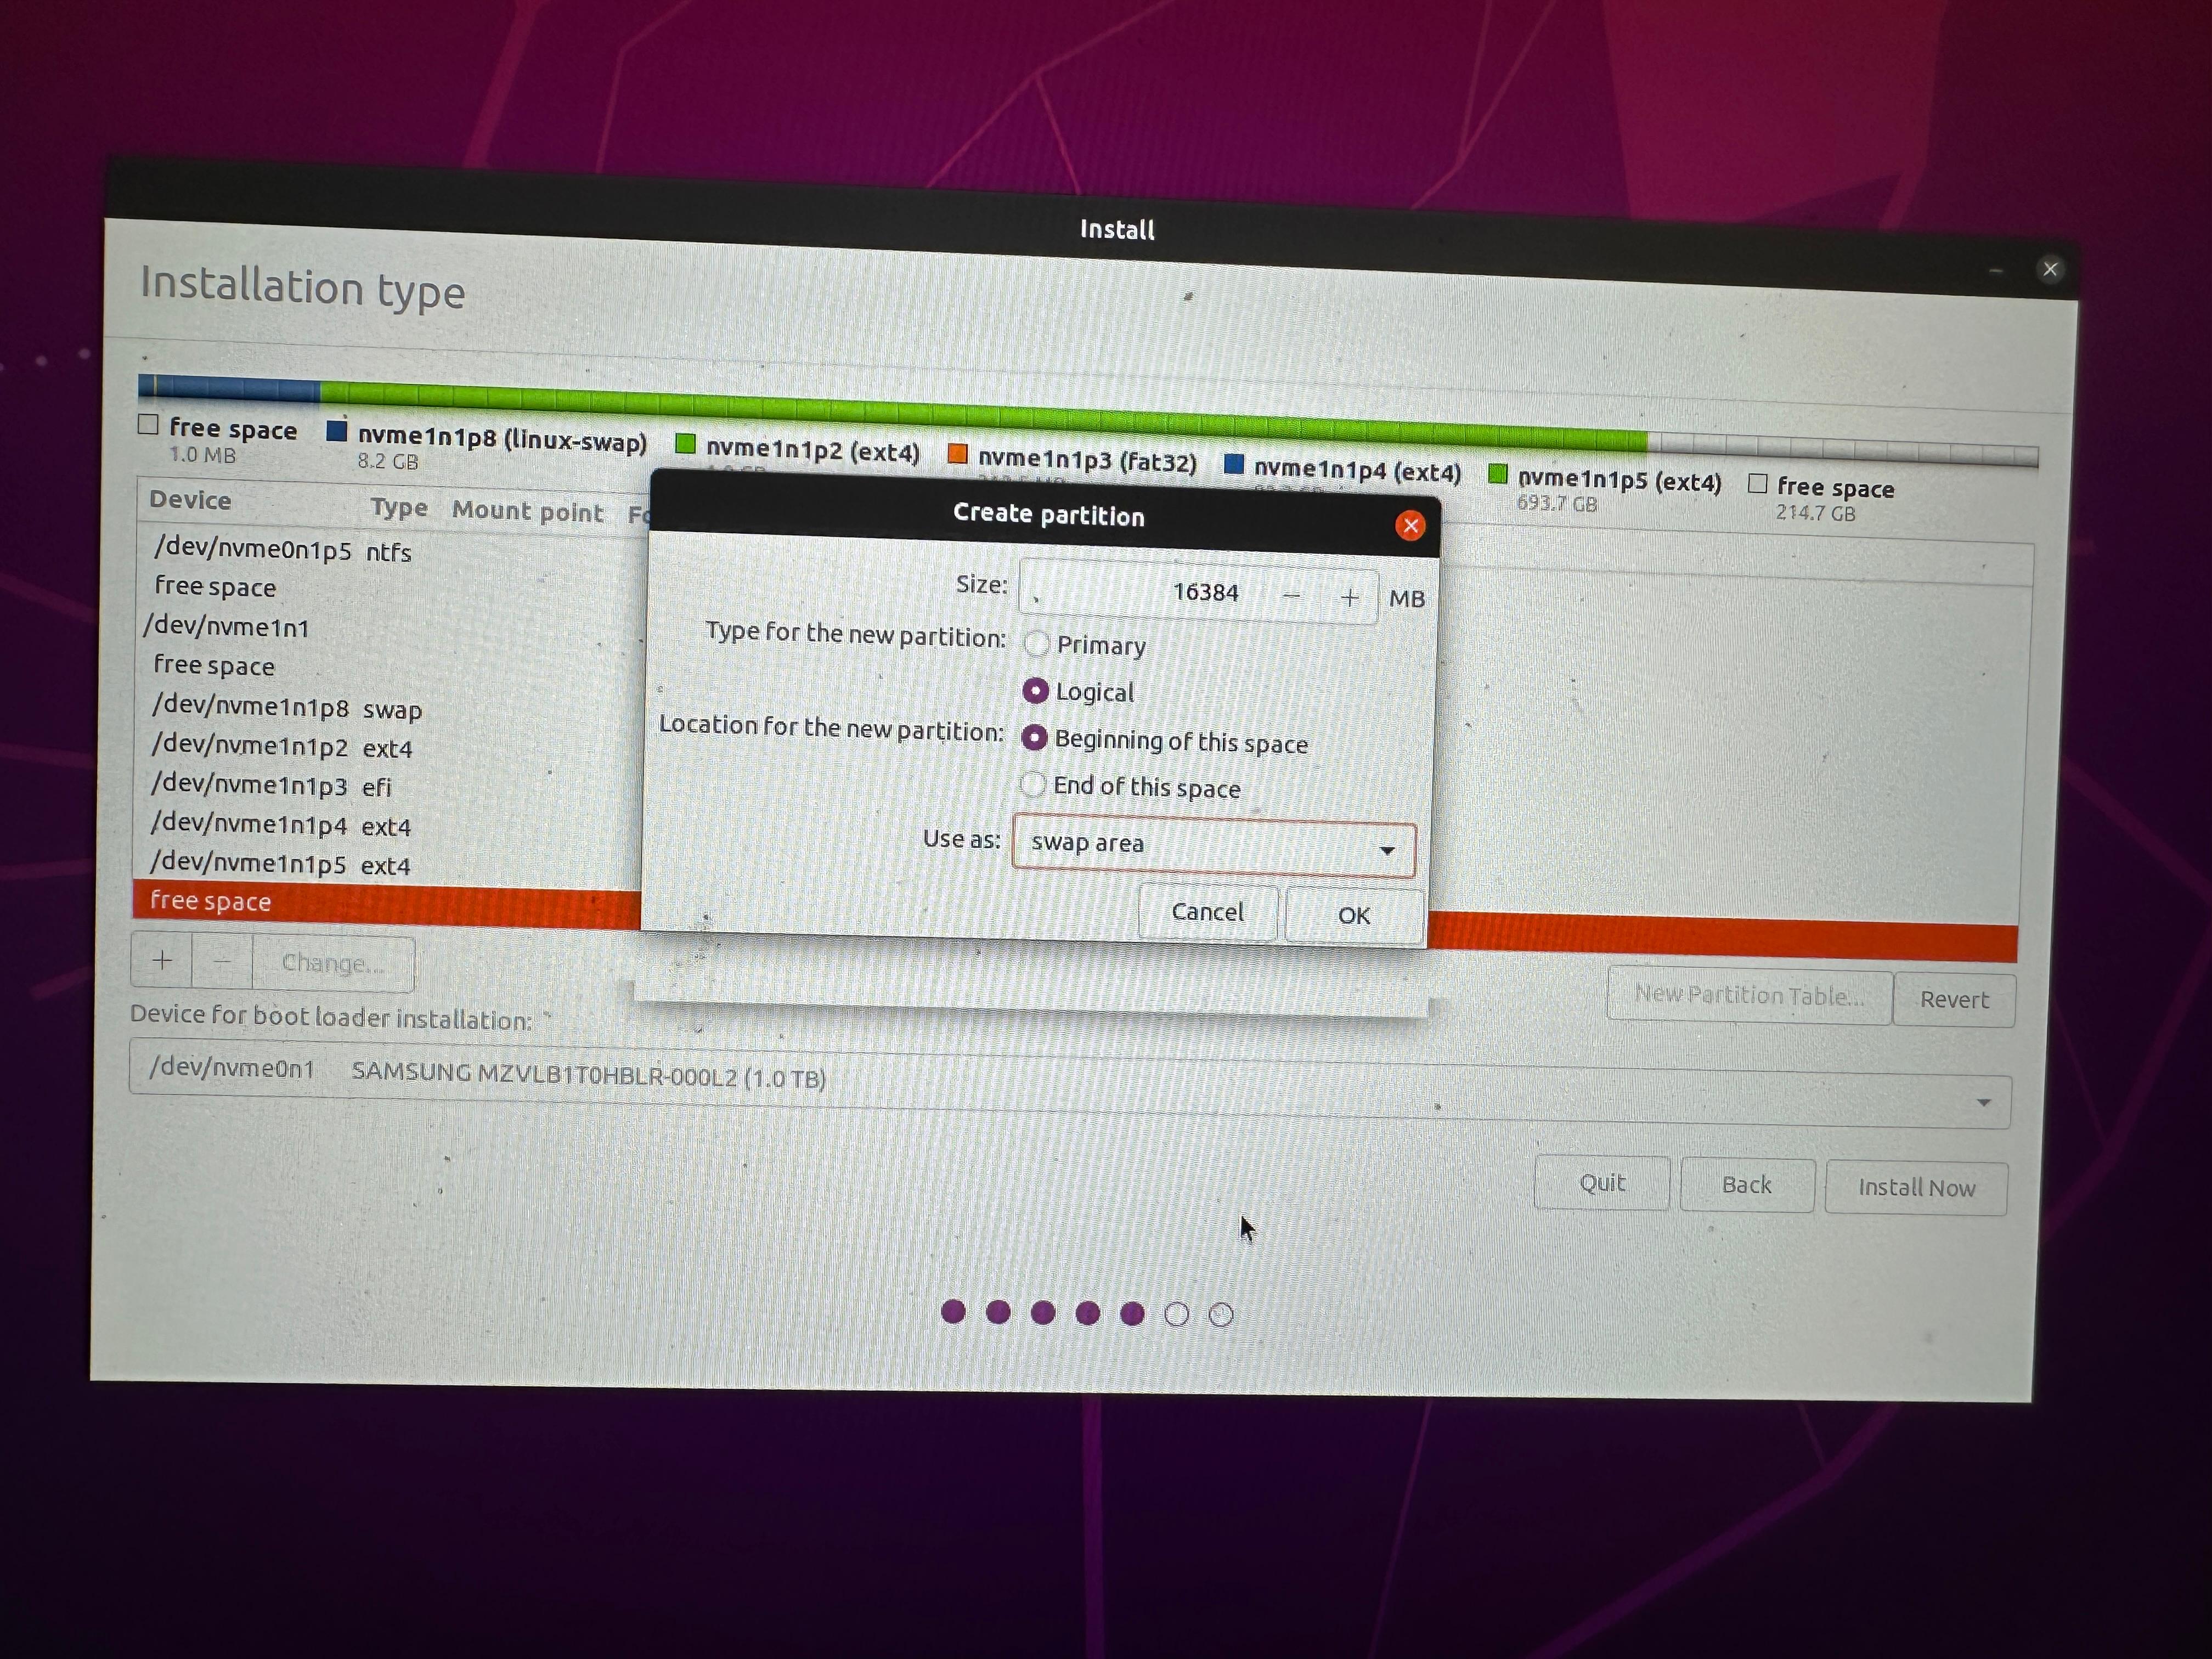 Install
Installation type
free space
1.0 MB
nvme1n1p8 (linux-swap)
8.2 GB
nvme1n1p2 (ext4)
nvme1n1p3 (fat32)
nvme1n1p4 (ext4)
nvme1n1p5 (ext4)
693.7 GB
free space
214.7 GB
Device Type Mount point
/dev/nvme0n1p5 ntfs
free space
/dev/nvme1n1
free space
/dev/nvme1n1p8 swap
/dev/nvme1n1p2 ext4
/dev/nvme1n1p3 efi
/dev/nvme1n1p4 ext4
/dev/nvme1n1p5 ext4
free space
Create partition
Size: 16384 − + MB
Type for the new partition: Primary
Logical
Location for the new partition: Beginning of this space
End of this space
Use as: swap area
Cancel OK
+ − Change...
New Partition Table... Revert
Device for boot loader installation:
/dev/nvme0n1 SAMSUNG MZVLB1T0HBLR-000L2 (1.0 TB)
Quit Back Install Now